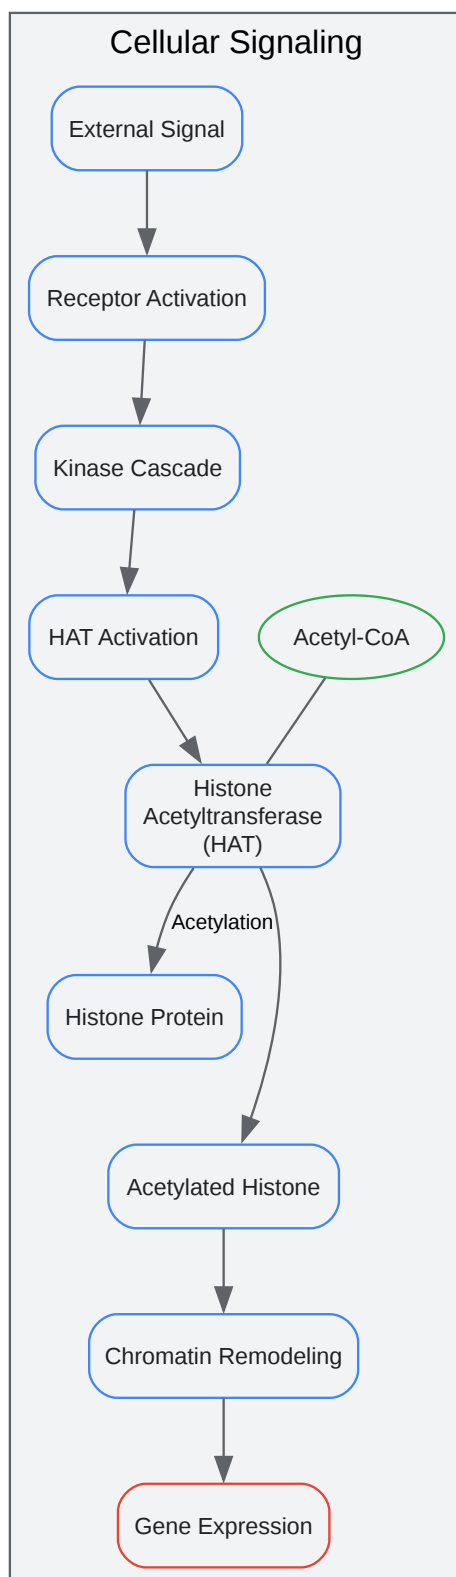 Cellular Signaling
External Signal
Receptor Activation
Kinase Cascade
HAT Activation
Acetyl-CoA
Histone
Acetyltransferase
(HAT)
Acetylation
Histone Protein
Acetylated Histone
Chromatin Remodeling
Gene Expression